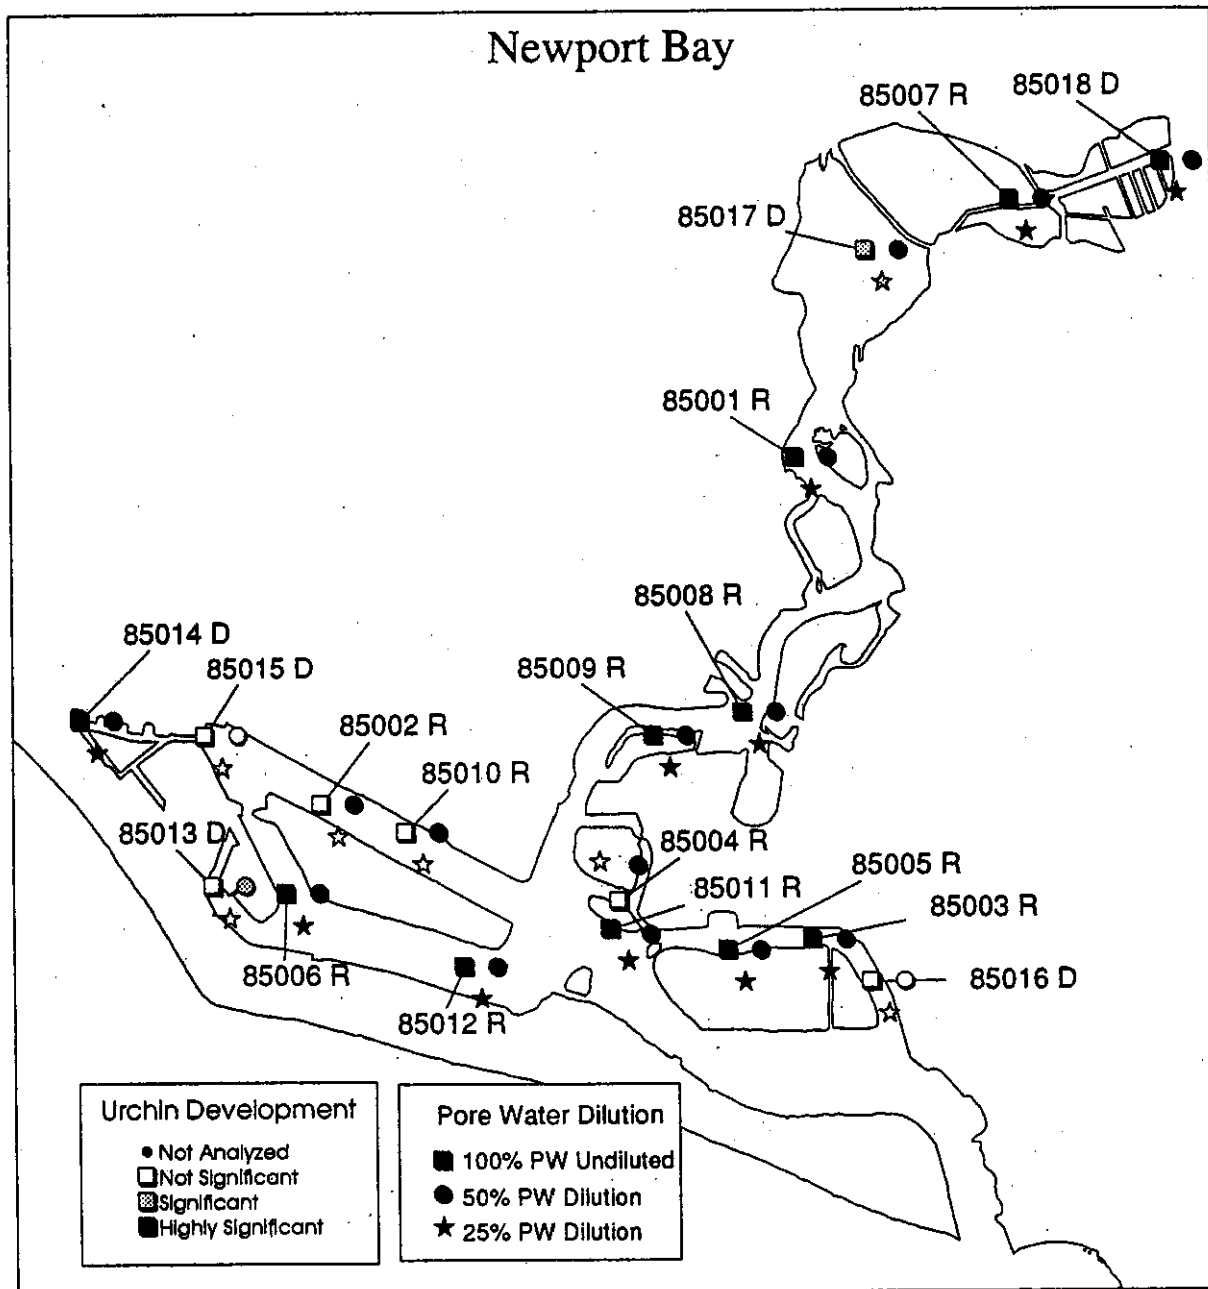 Newport Bay
85018 D
85007 R
85017 D
85001 R
85008 R
85014 D
85015 D
85009 R
85002 R
85010 R
85013 D
85004 R
85005 R
85011 R
85003 R
85006 R
85016 D
85012 R
Urchin Development
Not Analyzed
Not Significant
Significant
Highly Significant
Pore Water Dilution
100% PW Undiluted
50% PW Dilution
25% PW Dilution